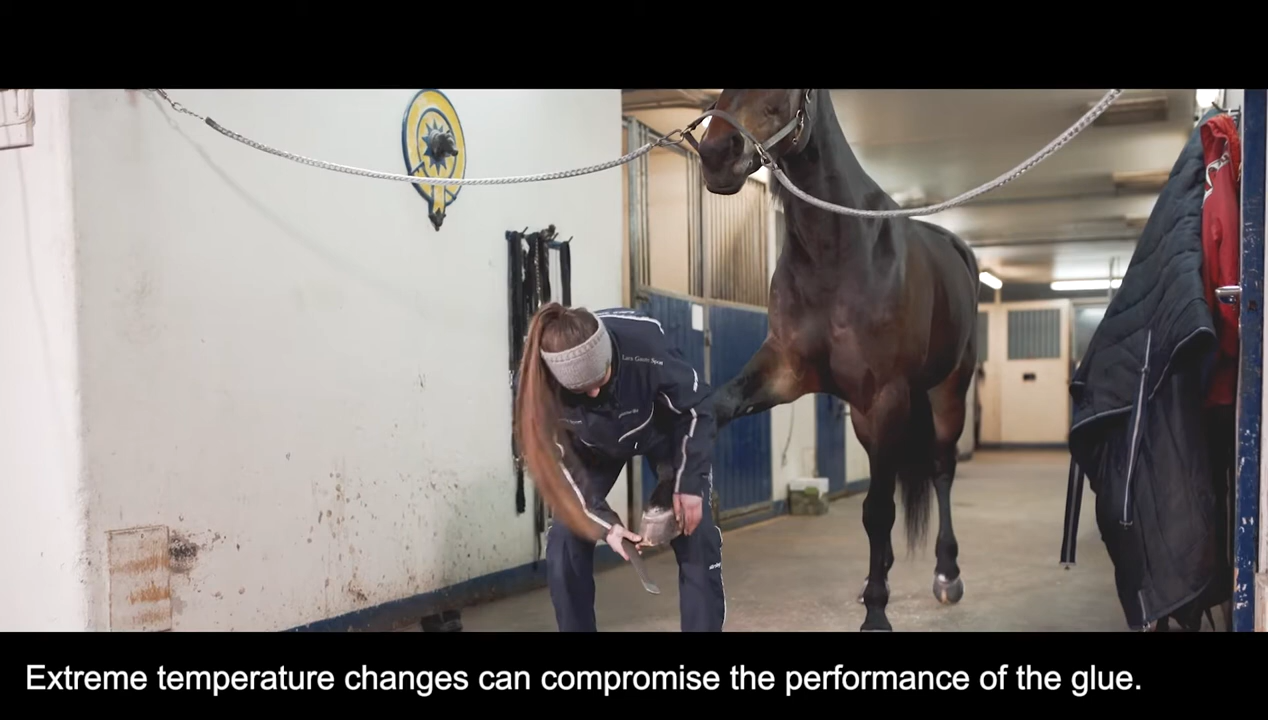 Extreme temperature changes can compromise the performance of the glue.